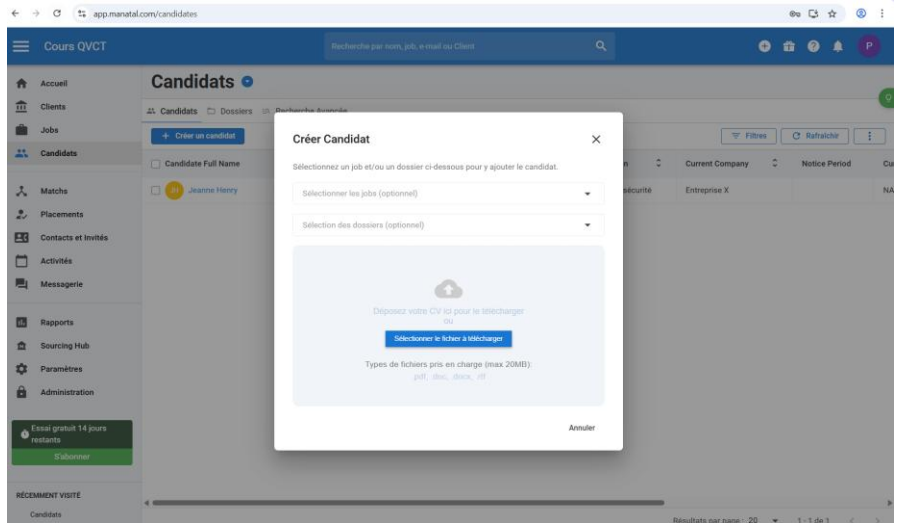 app.manatal.com/candidates
Cours QVCT
Recherche par nom, job, e-mail ou Client
P
Accueil
Clients
Jobs
Candidats
Matchs
Placements
Contacts et Invités
Activités
Messagerie
Rapports
Sourcing Hub
Paramètres
Administration
Essai gratuit 14 jours
restants
S'abonner
RÉCEMMENT VISITÉ
Candidats
Candidats
Candidats Dossiers Recherche Avancée
+ Créer un candidat
Filtres
Rafraîchir
Candidate Full Name
Current Company
Notice Period
JH Jeanne Henry
sécurité
Entreprise X
NA
Créer Candidat
Sélectionnez un job et/ou un dossier ci-dessous pour y ajouter le candidat.
Sélectionner les jobs (optionnel)
Sélection des dossiers (optionnel)
Déposez votre CV ici pour le télécharger
ou
Sélectionner le fichier à télécharger
Types de fichiers pris en charge (max 20MB)
.pdf, .doc, .docx, .rtf
Annuler
Résultats par page: 20
1 - 1 de 1